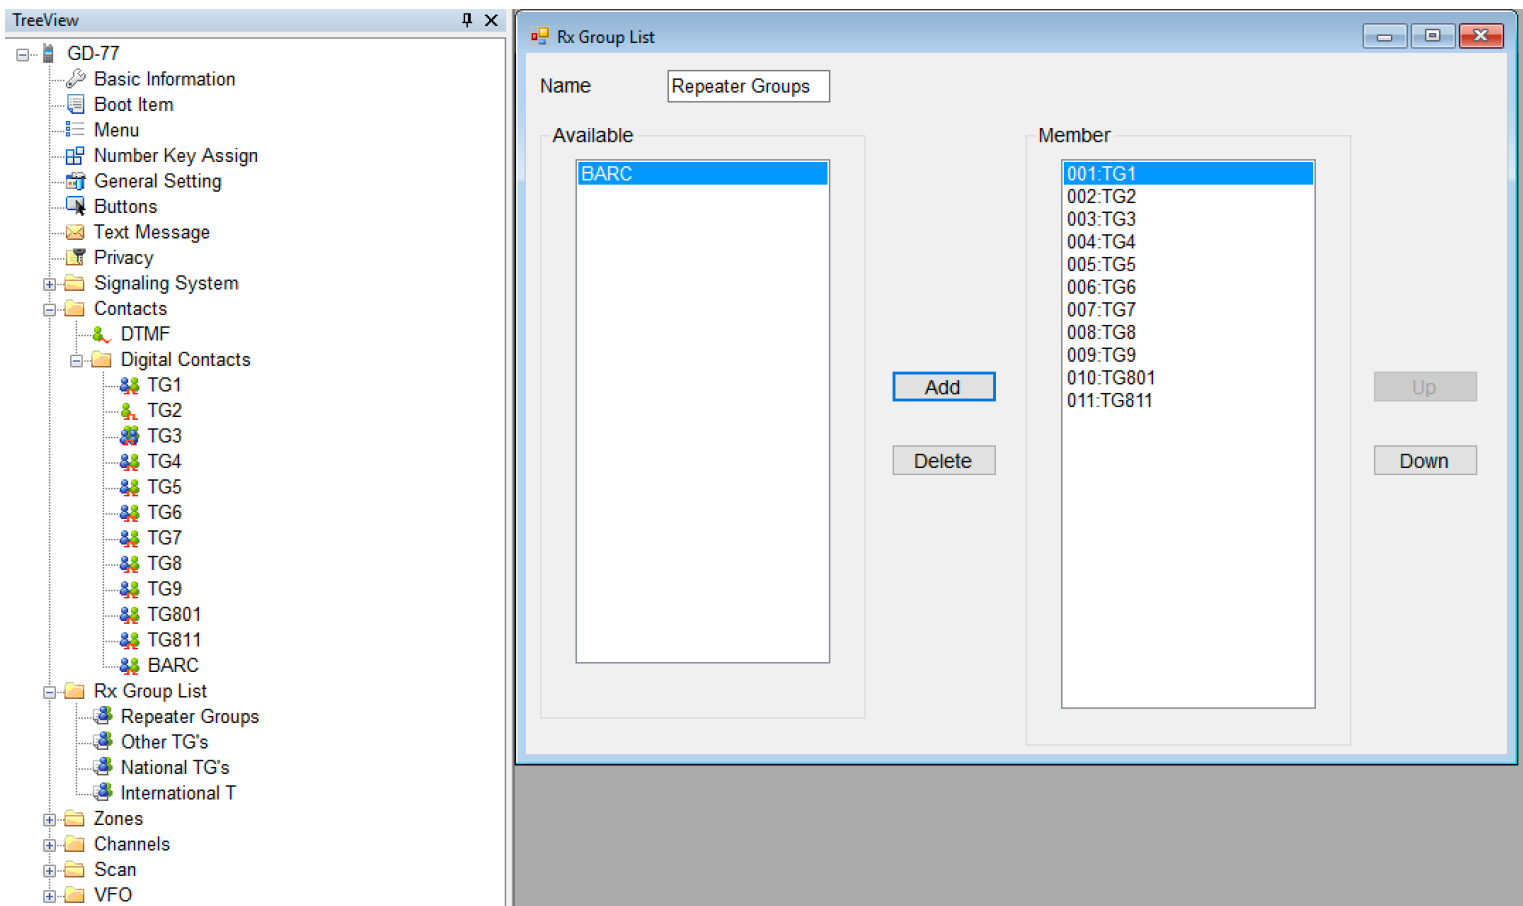 TreeView
GD-77
Basic Information
Boot Item
Menu
Number Key Assign
General Setting
Buttons
Text Message
Privacy
Signaling System
Contacts
DTMF
Digital Contacts
TG1
TG2
TG3
TG4
TG5
TG6
TG7
TG8
TG9
TG801
TG811
BARC
Rx Group List
Repeater Groups
Other TG's
National TG's
International T
Zones
Channels
Scan
VFO
Rx Group List
Name
Repeater Groups
Available
BARC
Add
Delete
Member
001:TG1
002:TG2
003:TG3
004:TG4
005:TG5
006:TG6
007:TG7
008:TG8
009:TG9
010:TG801
011:TG811
Up
Down